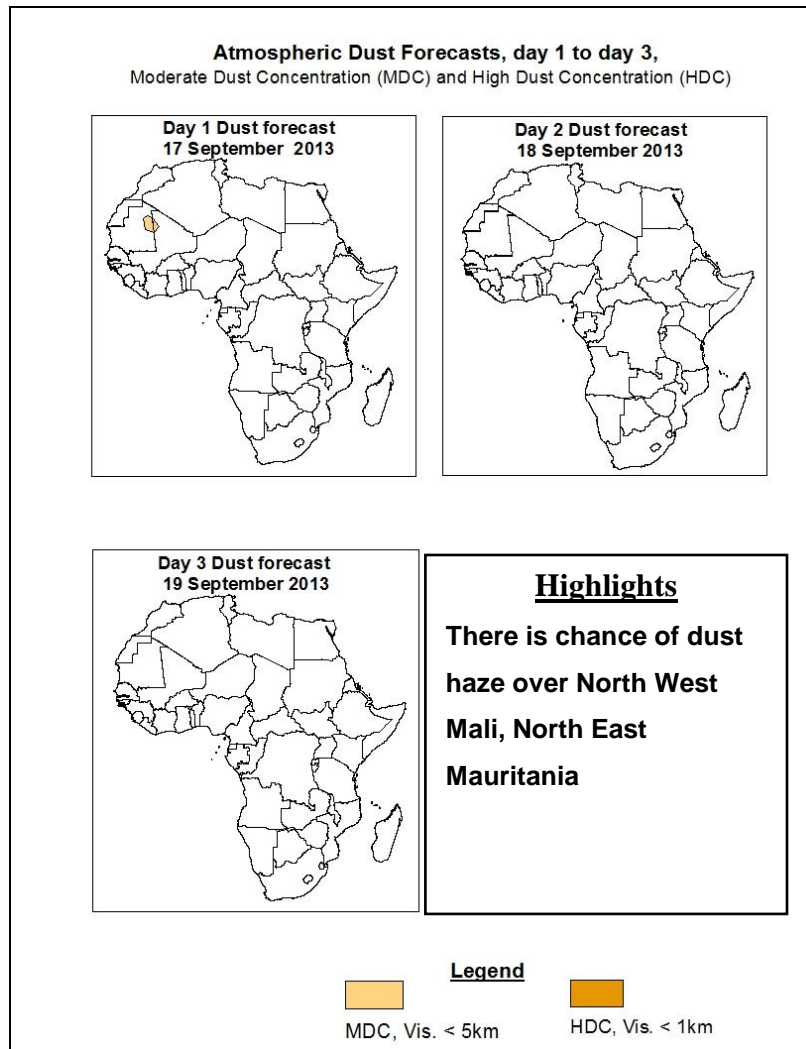 Atmospheric Dust Forecasts, day 1 to day 3,
Moderate Dust Concentration (MDC) and High Dust Concentration (HDC)
Day 1 Dust forecast
17 September 2013
Day 2 Dust forecast
18 September 2013
Day 3 Dust forecast
19 September 2013
Highlights
There is chance of dust
haze over North West
Mali, North East
Mauritania
Legend
MDC, Vis. < 5km
HDC, Vis. < 1km